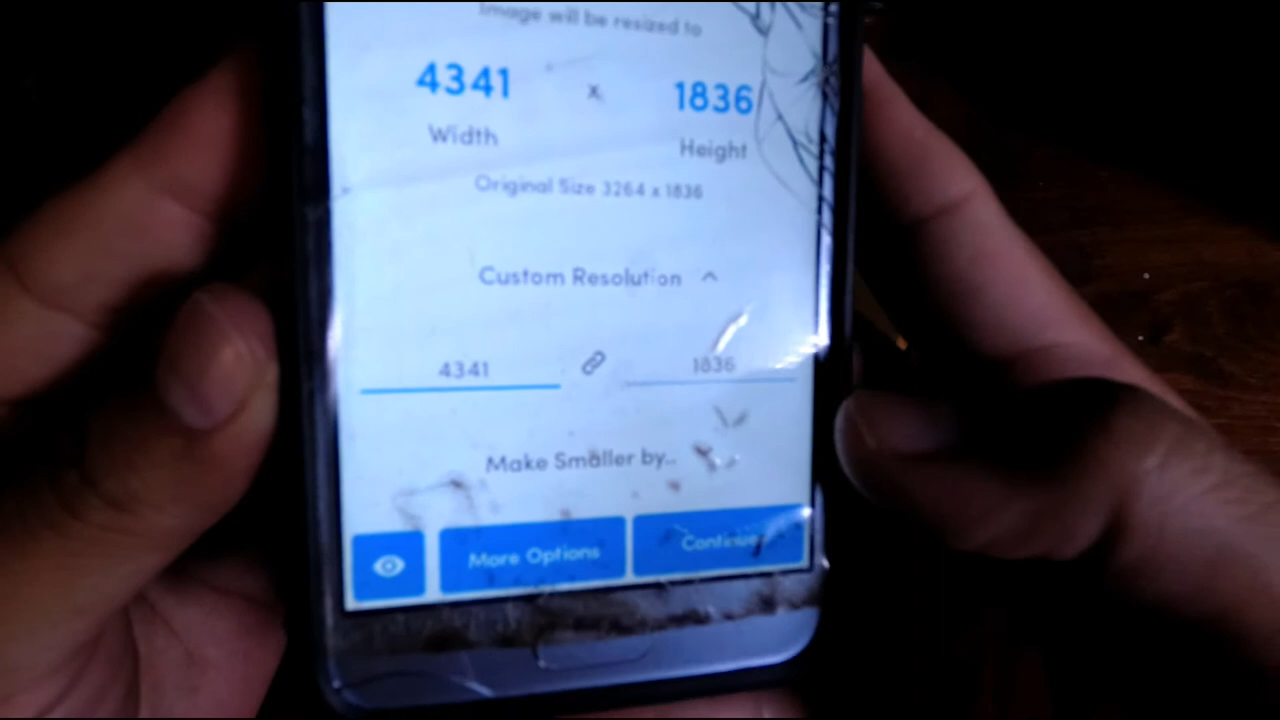 Image will be resized to
4341 x 1836
Width Height
Original Size 3264 x 1836
Custom Resolution
4341 1836
Make Smaller by..
More Options Continue